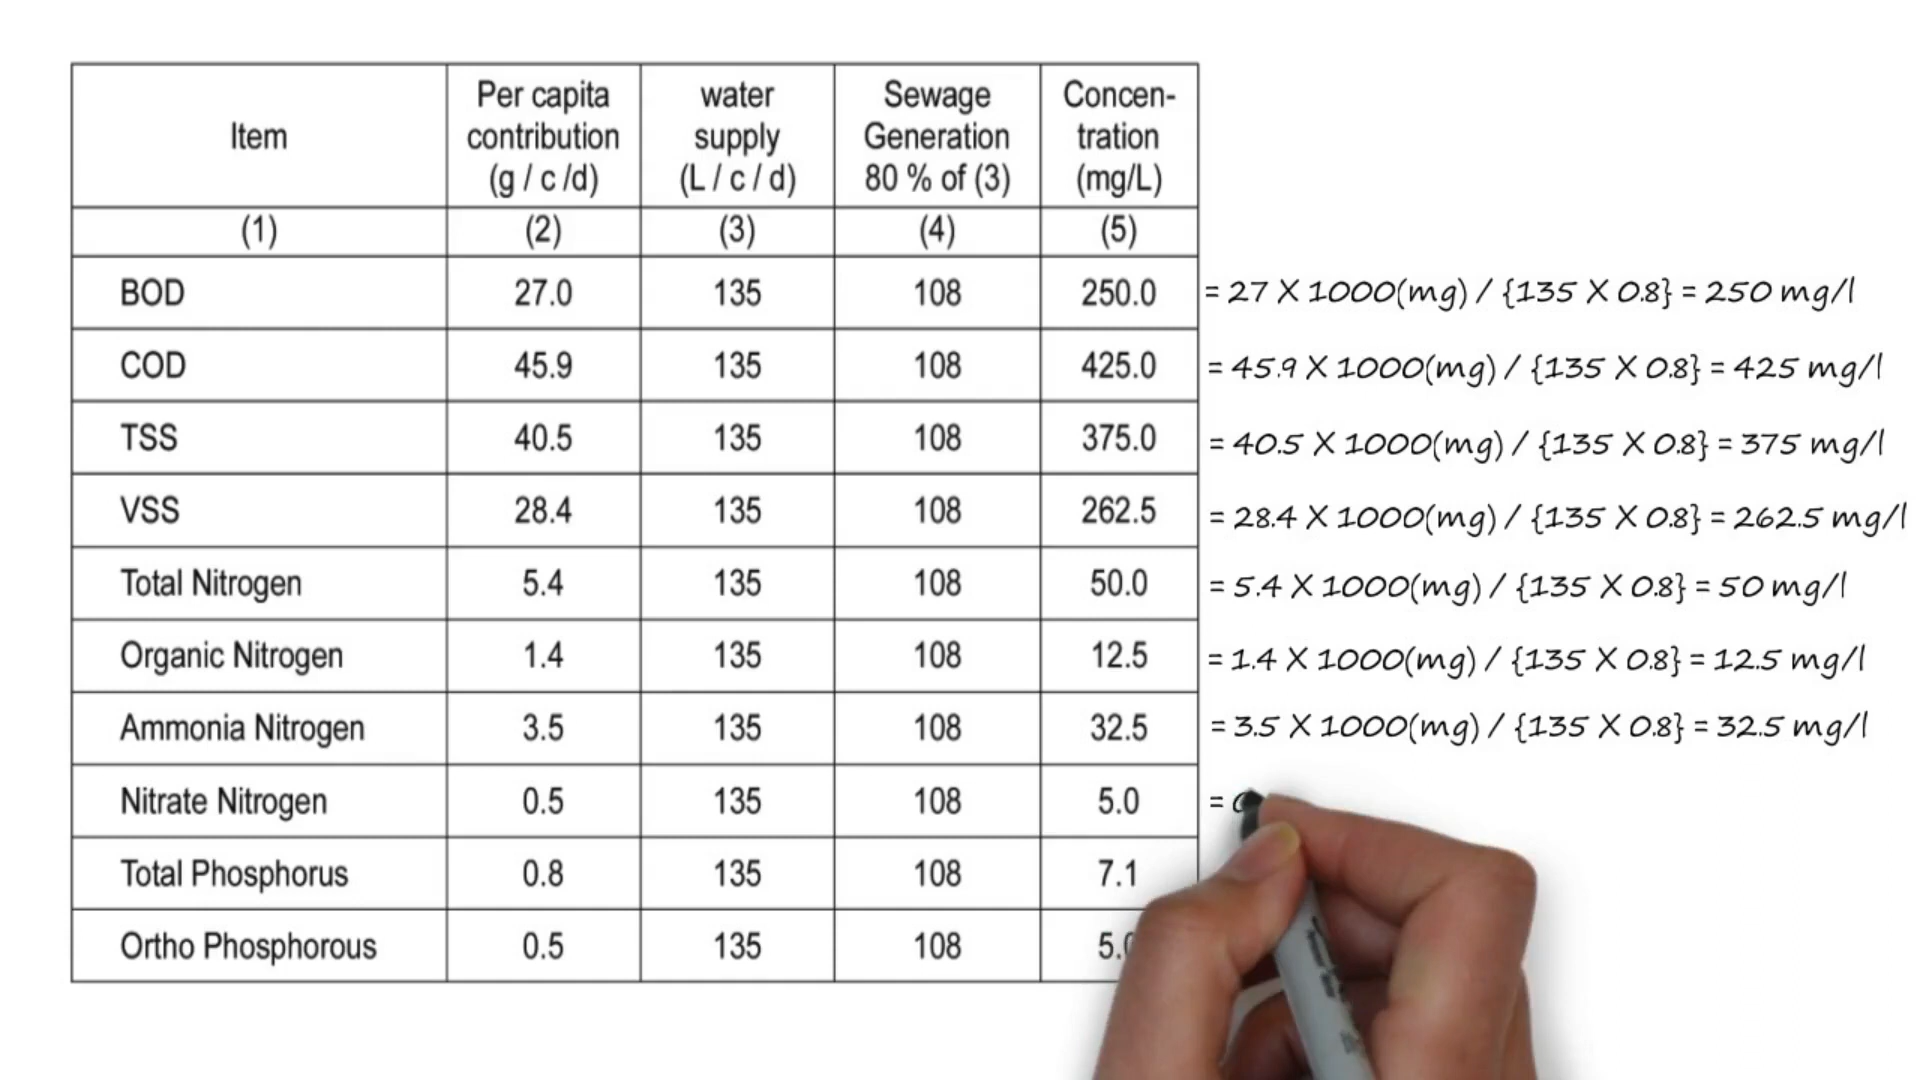 Item
Per capita
contribution
(g / c /d)
water
supply
(L / c / d)
Sewage
Generation
80 % of (3)
Concen-
tration
(mg/L)
(1) (2) (3) (4) (5)
BOD 27.0 135 108 250.0 = 27 X 1000(mg) / {135 X 0.8} = 250 mg/l
COD 45.9 135 108 425.0 = 45.9 X 1000(mg) / {135 X 0.8} = 425 mg/l
TSS 40.5 135 108 375.0 = 40.5 X 1000(mg) / {135 X 0.8} = 375 mg/l
VSS 28.4 135 108 262.5 = 28.4 X 1000(mg) / {135 X 0.8} = 262.5 mg/l
Total Nitrogen 5.4 135 108 50.0 = 5.4 X 1000(mg) / {135 X 0.8} = 50 mg/l
Organic Nitrogen 1.4 135 108 12.5 = 1.4 X 1000(mg) / {135 X 0.8} = 12.5 mg/l
Ammonia Nitrogen 3.5 135 108 32.5 = 3.5 X 1000(mg) / {135 X 0.8} = 32.5 mg/l
Nitrate Nitrogen 0.5 135 108 5.0 =
Total Phosphorus 0.8 135 108 7.1
Ortho Phosphorous 0.5 135 108